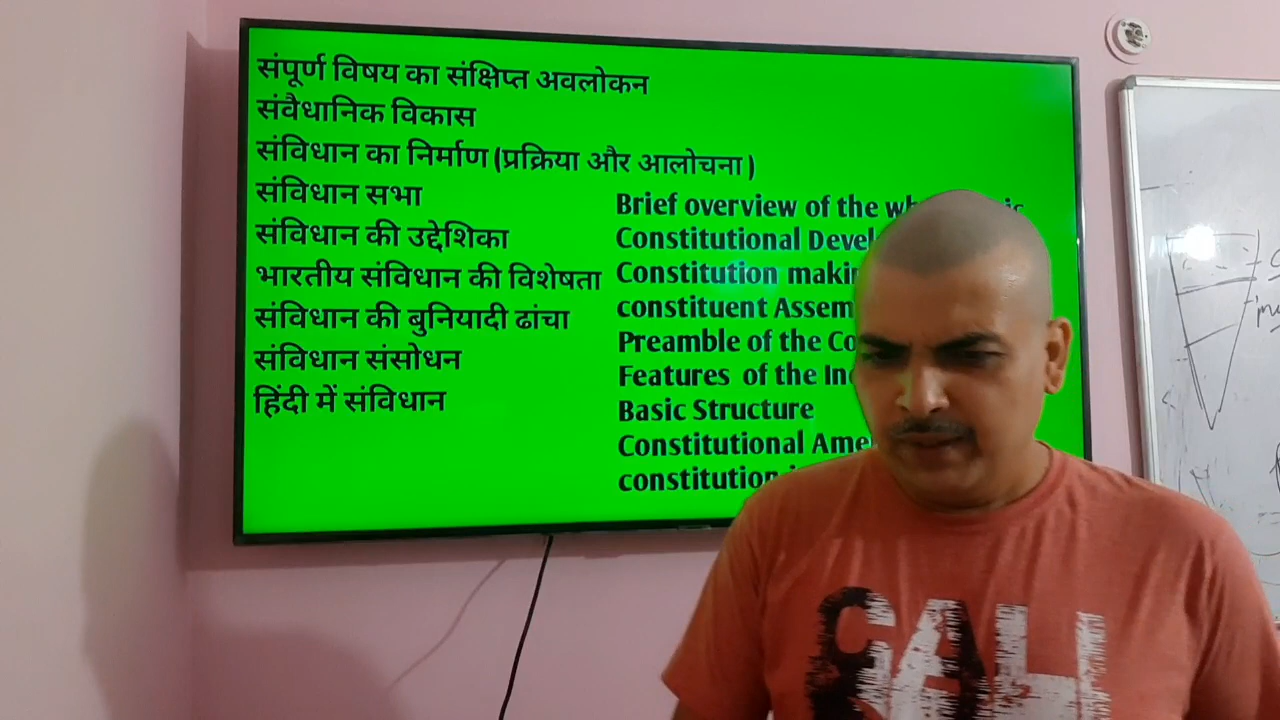 संपूर्ण विषय का संक्षिप्त अवलोकन
संवैधानिक विकास
संविधान का निर्माण (प्रक्रिया और आलोचना)
संविधान सभा
संविधान की उद्देशिका
भारतीय संविधान की विशेषता
संविधान की बुनियादी ढांचा
संविधान संसोधन
हिंदी में संविधान
Brief overview of the
Constitutional
Constitution
constituent
Preamble of the
Features of the
Basic Structure
Constitutional
constitution
CALI